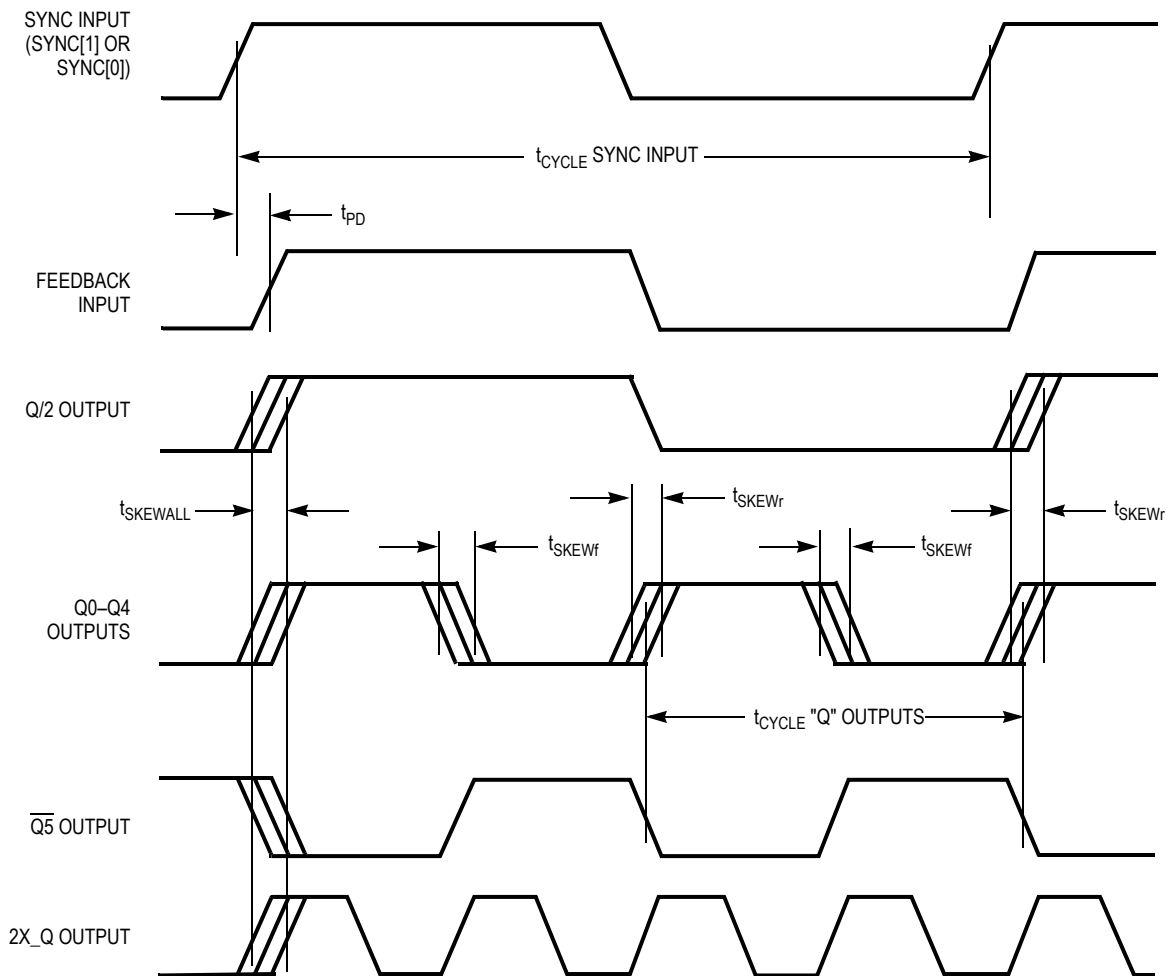 SYNC INPUT
(SYNC[1] OR
SYNC[0])
tCYCLE SYNC INPUT
tPD
FEEDBACK
INPUT
Q/2 OUTPUT
tSKEWALL
tSKEWr
tSKEWr
tSKEWf
tSKEWf
Q0–Q4
OUTPUTS
tCYCLE "Q" OUTPUTS
Q̅5̅ OUTPUT
2X_Q OUTPUT